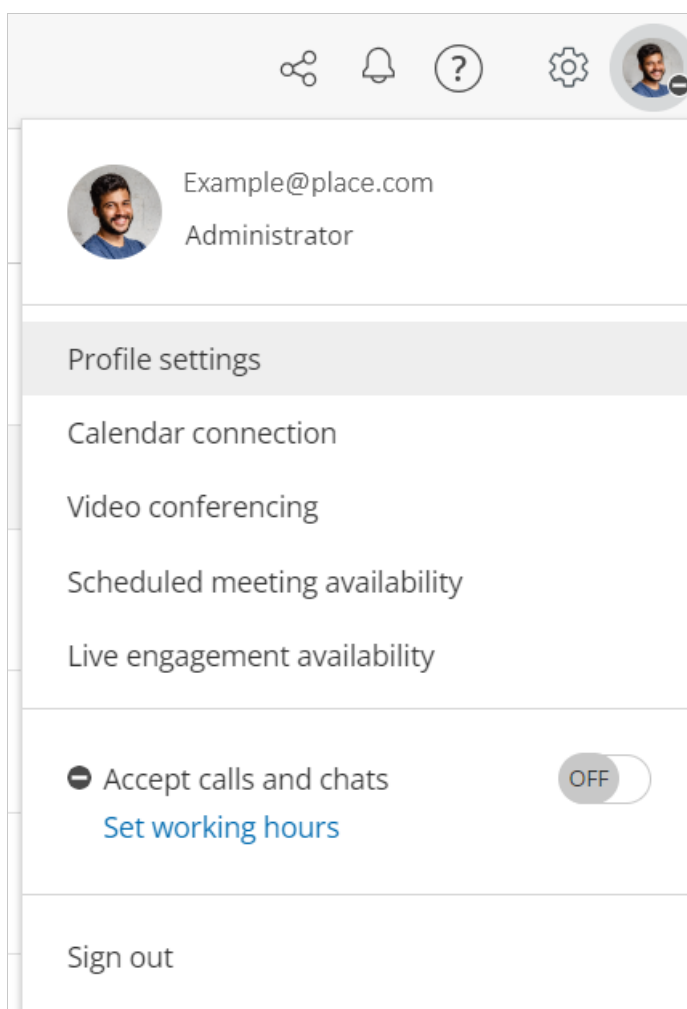 ?
Example@place.com
Administrator
Profile settings
Calendar connection
Video conferencing
Scheduled meeting availability
Live engagement availability
Accept calls and chats
OFF
Set working hours
Sign out